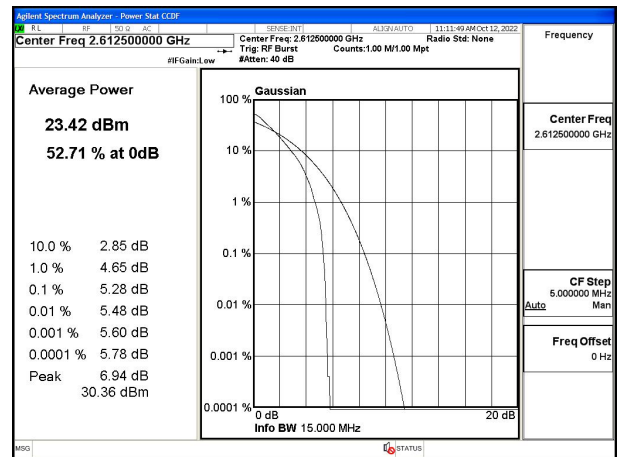 Agilent Spectrum Analyzer - Power Stat CCDF
RL RF 50 Ω AC SENSE:INT ALIGNAUTO 11:11:49 AM Oct 12, 2022
Center Freq 2.612500000 GHz
Center Freq: 2.612500000 GHz Radio Std: None
Trig: RF Burst Counts:1.00 M/1.00 Mpt
#IFGain:Low #Atten: 40 dB
Frequency
Average Power
23.42 dBm
52.71 % at 0dB
10.0 % 2.85 dB
1.0 % 4.65 dB
0.1 % 5.28 dB
0.01 % 5.48 dB
0.001 % 5.60 dB
0.0001 % 5.78 dB
Peak 6.94 dB
30.36 dBm
Gaussian
100 %
10 %
1 %
0.1 %
0.01 %
0.001 %
0.0001 %
0 dB 20 dB
Info BW 15.000 MHz
Center Freq
2.612500000 GHz
CF Step
5.000000 MHz
Auto Man
Freq Offset
0 Hz
MSG STATUS